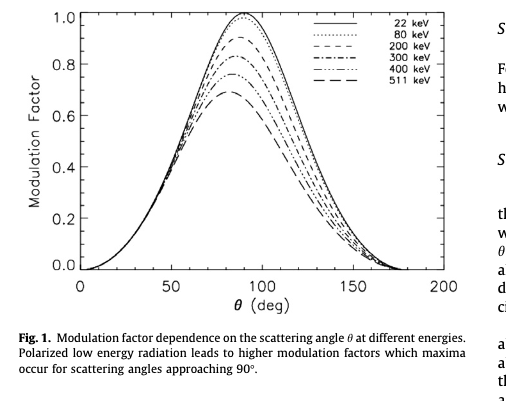 1.0
0.8
0.6
0.4
0.2
0.0
Modulation Factor
22 keV
80 keV
200 keV
300 keV
400 keV
511 keV
0 50 100 150 200
θ (deg)
Fig. 1. Modulation factor dependence on the scattering angle θ at different energies.
Polarized low energy radiation leads to higher modulation factors which maxima
occur for scattering angles approaching 90°.